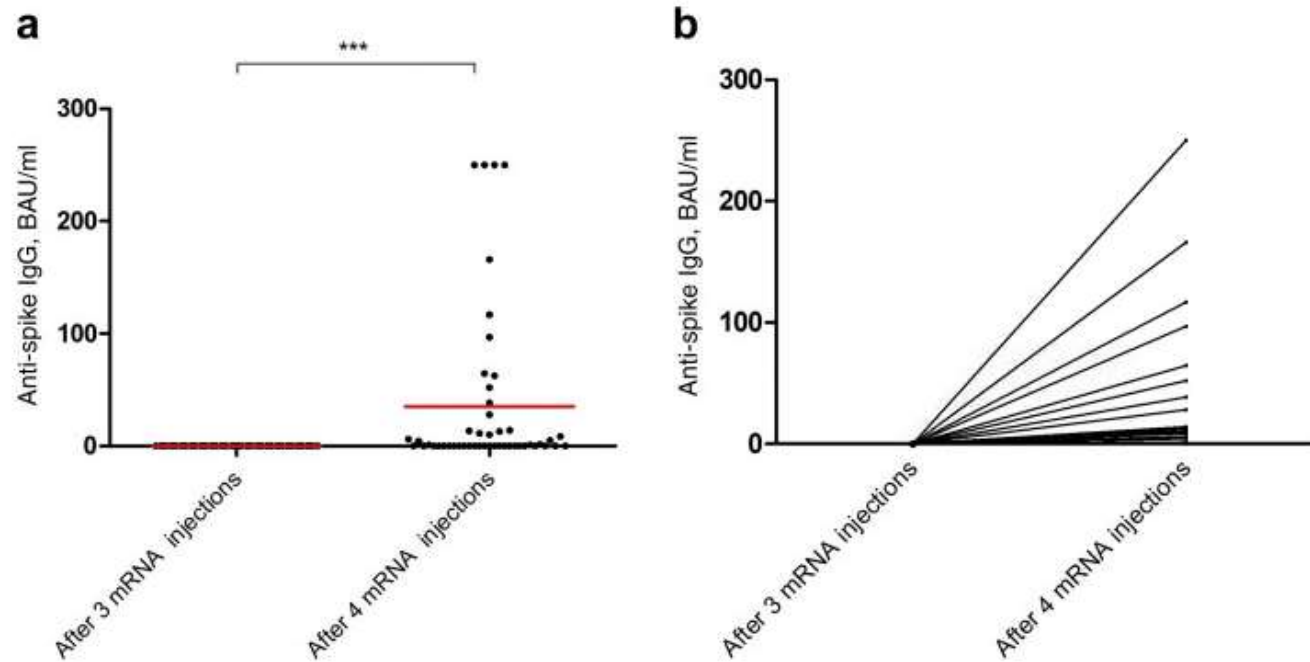 a
***
Anti-spike IgG, BAU/ml
300
200
100
0
After 3 mRNA injections
After 4 mRNA injections
b
Anti-spike IgG, BAU/ml
300
200
100
0
After 3 mRNA injections
After 4 mRNA injections